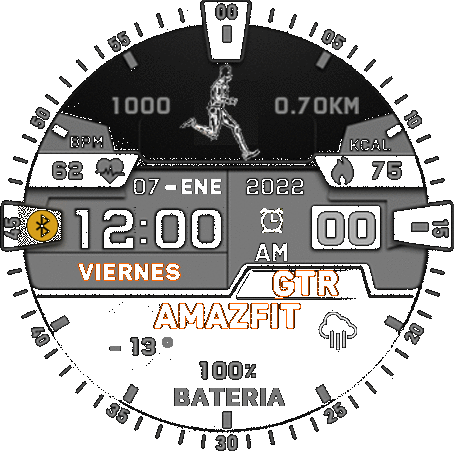 00
55 05
1000 0.70KM
50 10
BPM KCAL
62 75
07-ENE 2022
45 12:00 00 15
AM
VIERNES
GTR
AMAZFIT
40 20
- 13°
100%
BATERIA
35 25
30